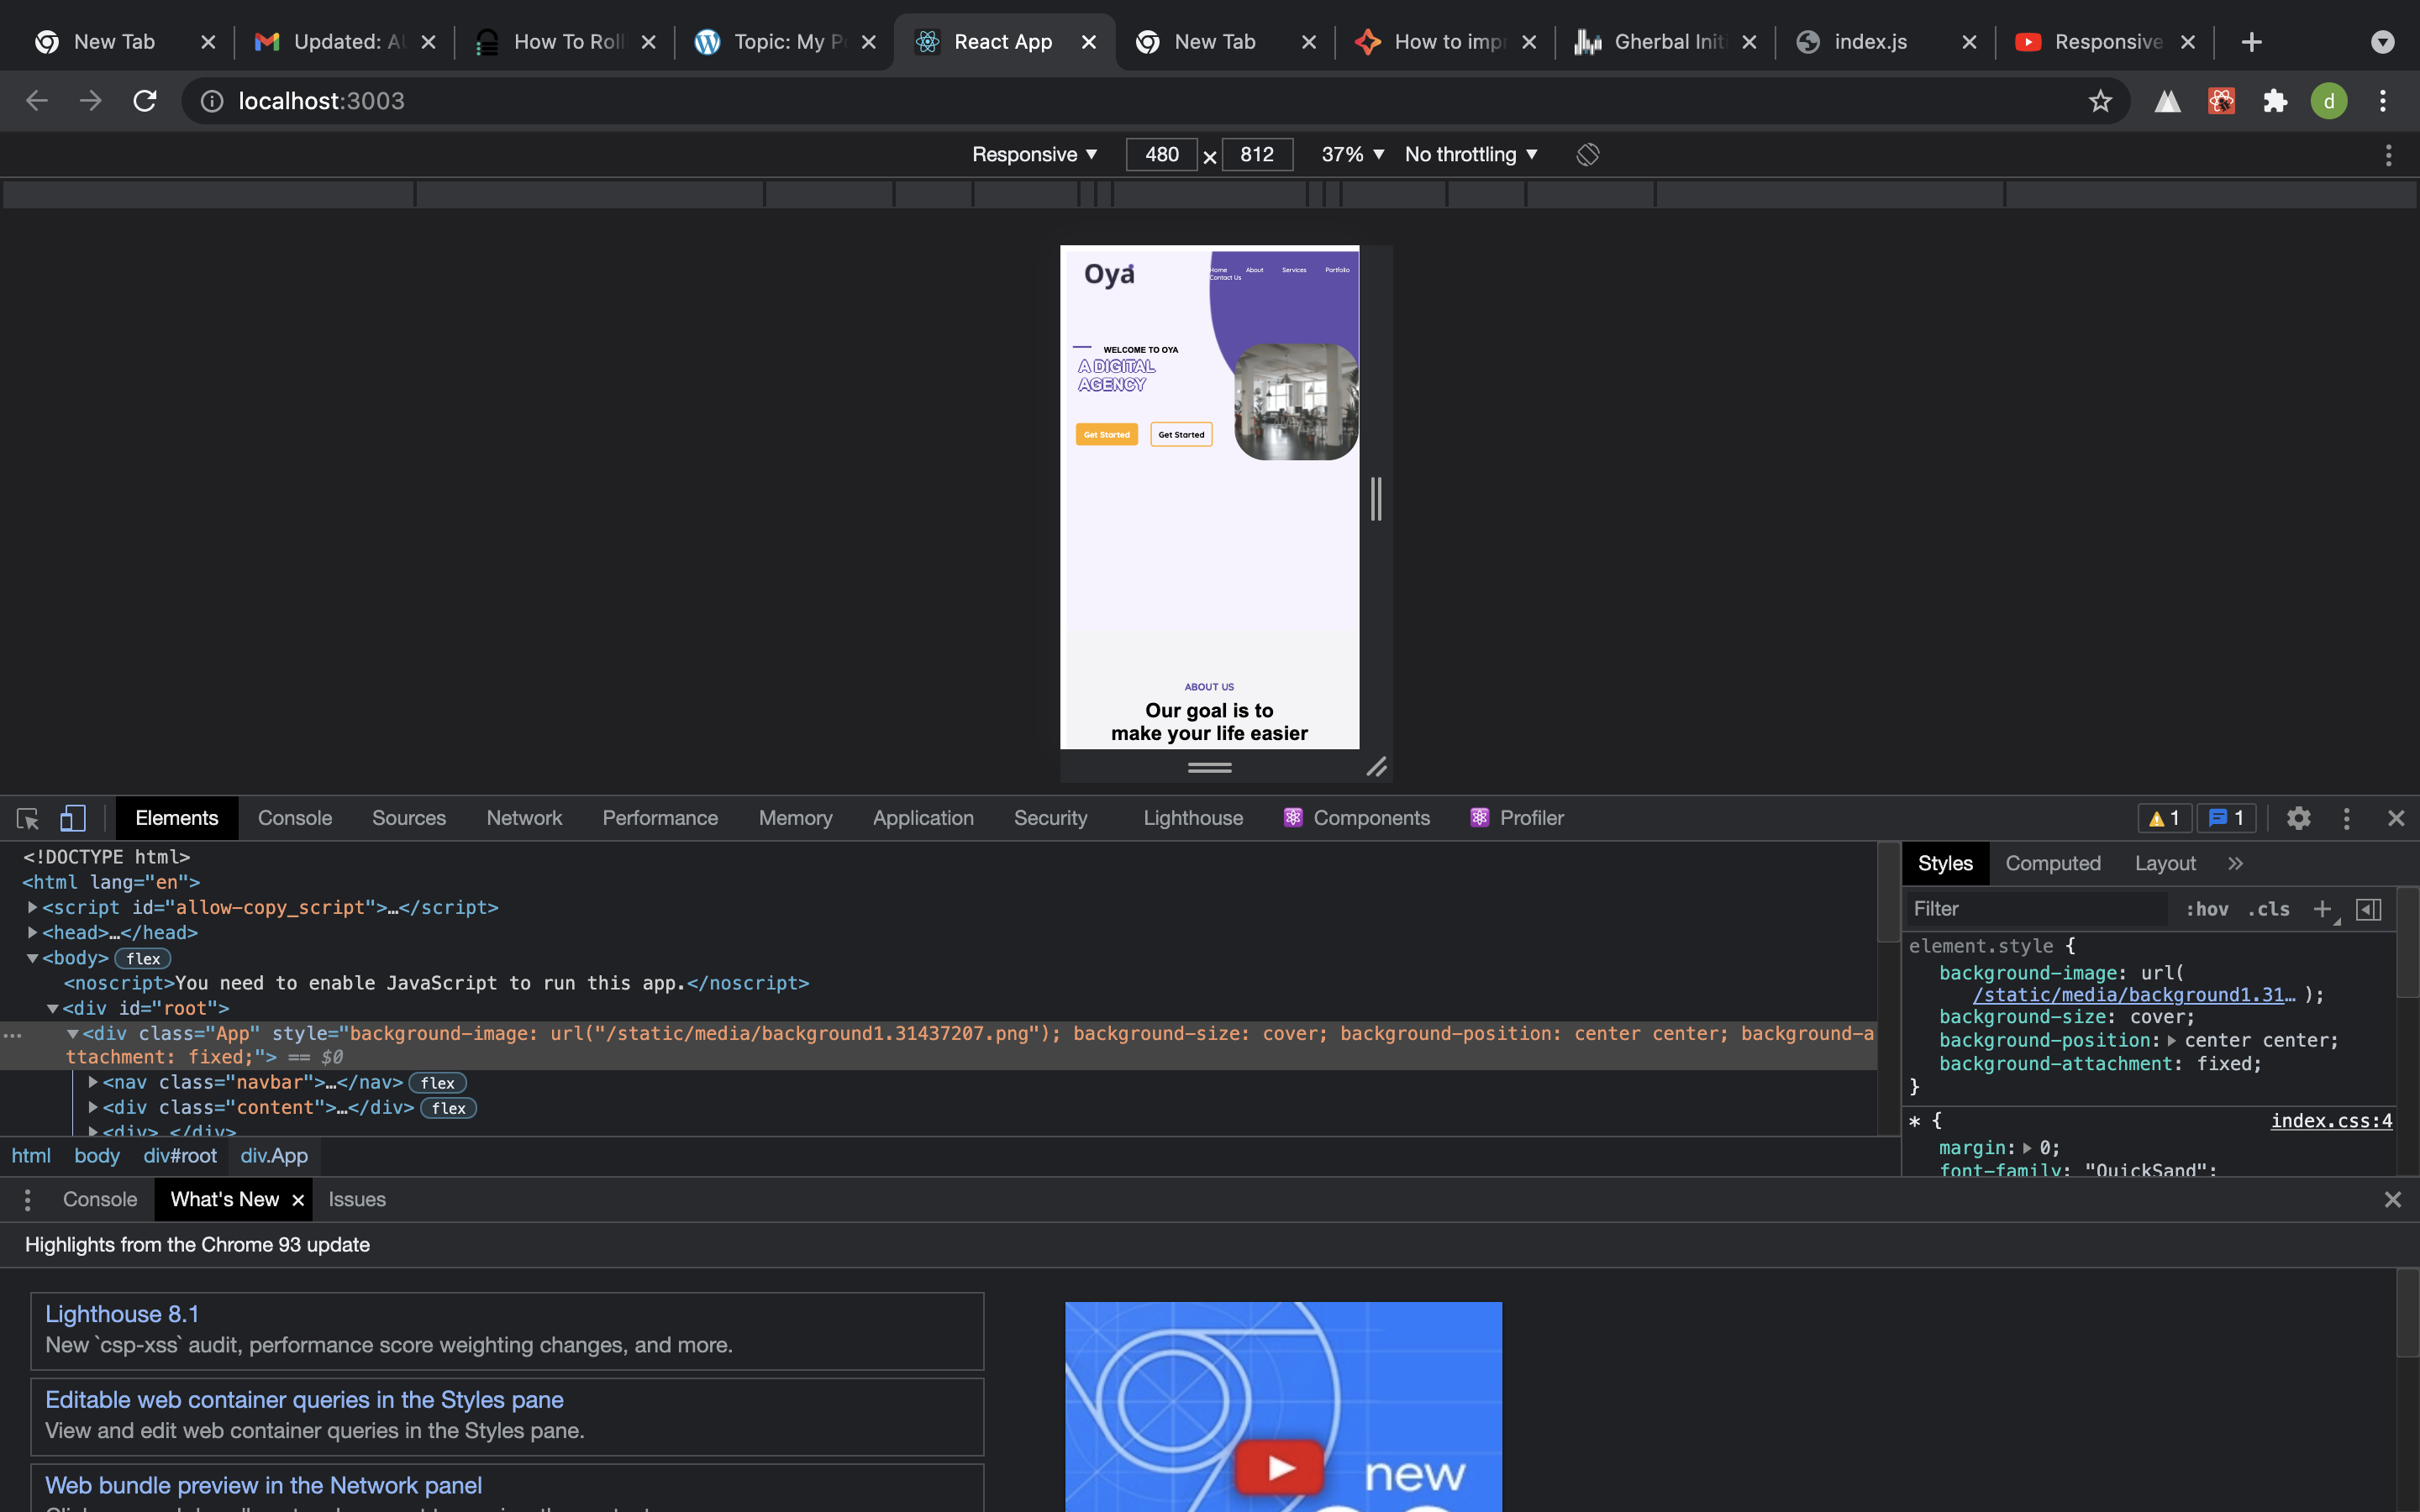 New Tab
Updated: A
How To Roll
Topic: My P
React App
New Tab
How to imp
Gherbal Initi
index.js
Responsive
localhost:3003
d
Responsive ▼ 480 × 812 37% ▼ No throttling ▼
Oya
Home About Services Portfolio
Contact Us
WELCOME TO OYA
A DIGITAL
AGENCY
Get Started Get Started
ABOUT US
Our goal is to
make your life easier
Elements Console Sources Network Performance Memory Application Security Lighthouse Components Profiler 1 1
<!DOCTYPE html>
<html lang="en">
<script id="allow-copy_script">…</script>
<head>…</head>
<body> flex
<noscript>You need to enable JavaScript to run this app.</noscript>
<div id="root">
<div class="App" style="background-image: url("/static/media/background1.31437207.png"); background-size: cover; background-position: center center; background-a
ttachment: fixed;"> == $0
<nav class="navbar">…</nav> flex
<div class="content">…</div> flex
<div> </div>
html body div#root div.App
Styles Computed Layout »
Filter :hov .cls +
element.style {
background-image: url(
/static/media/background1.31… );
background-size: cover;
background-position: center center;
background-attachment: fixed;
}
* { index.css:4
margin: 0;
font-family: "QuickSand";
Console What's New × Issues
Highlights from the Chrome 93 update
Lighthouse 8.1
New `csp-xss` audit, performance score weighting changes, and more.
Editable web container queries in the Styles pane
View and edit web container queries in the Styles pane.
Web bundle preview in the Network panel
new